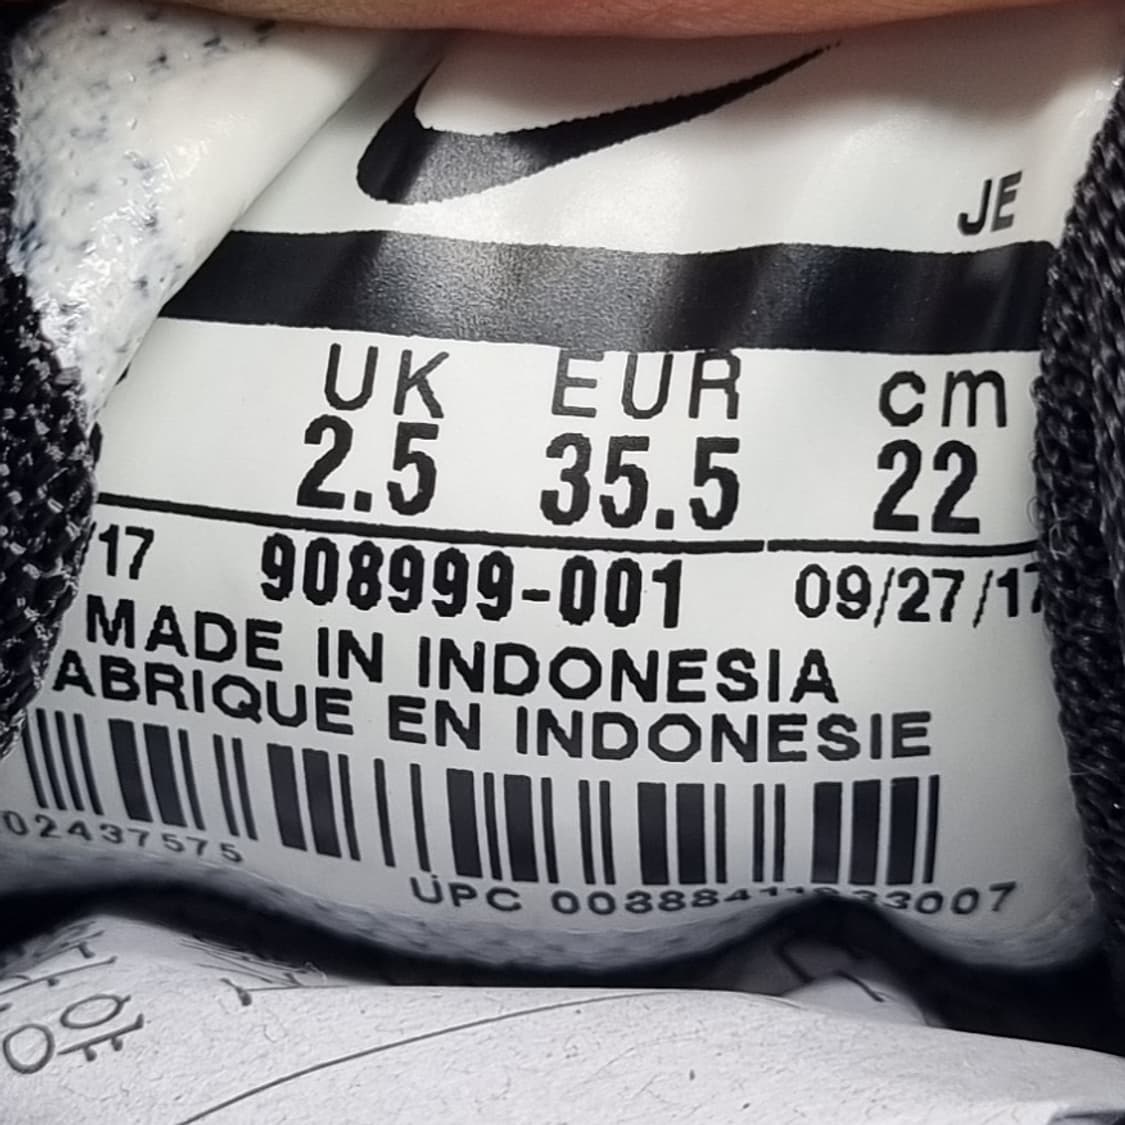 JE
UK EUR cm
2.5 35.5 22
/17 908999-001 09/27/17
MADE IN INDONESIA
ABRIQUE EN INDONESIE
02437575
UPC